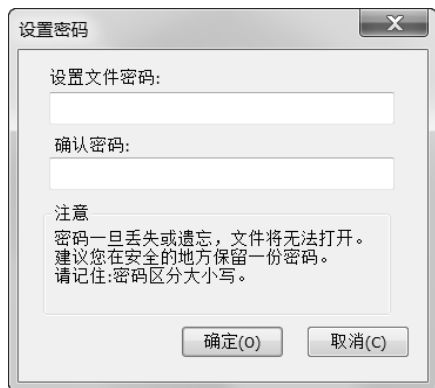 设置密码
设置文件密码:
确认密码:
注意
密码一旦丢失或遗忘，文件将无法打开。
建议您在安全的地方保留一份密码。
请记住:密码区分大小写。
确定(O) 取消(C)